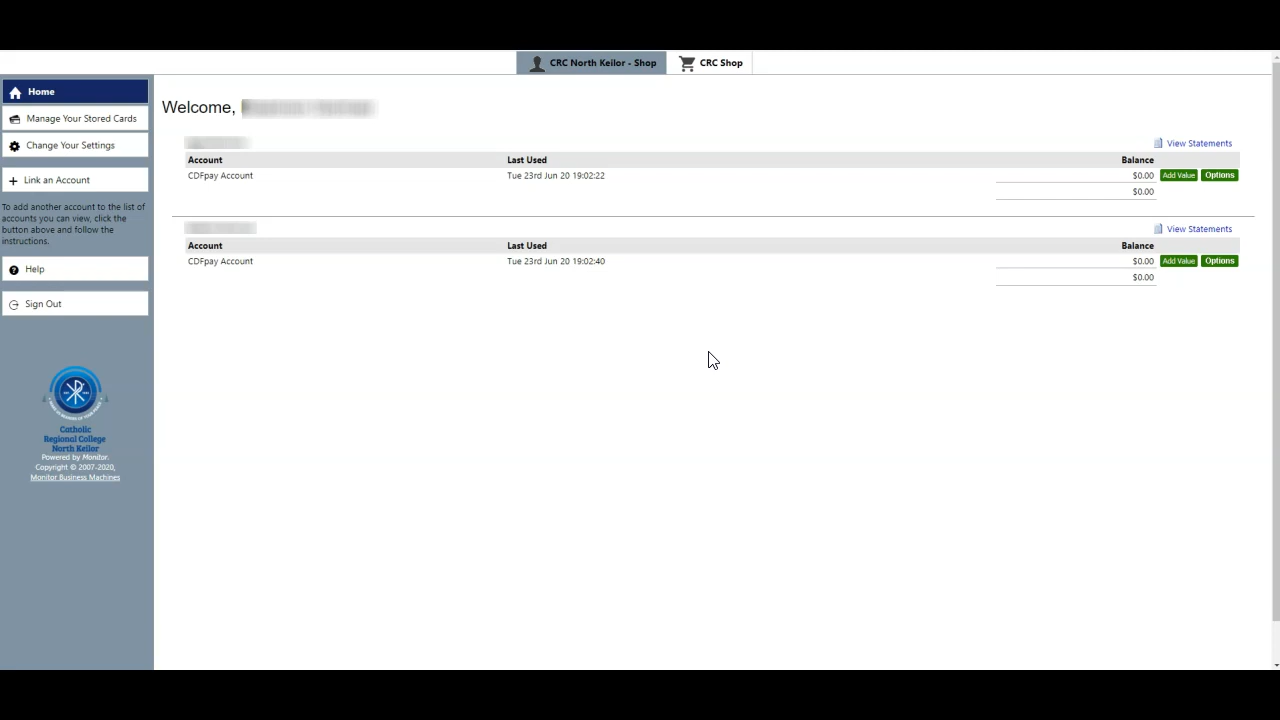 CRC North Keilor - Shop CRC Shop
Home
Manage Your Stored Cards
Change Your Settings
Link an Account
To add another account to the list of
accounts you can view, click the
button above and follow the
instructions.
Help
Sign Out
Catholic
Regional College
North Keilor
Powered by Monitor.
Copyright © 2007-2020,
Monitor Business Machines
Welcome,
View Statements
Account Last Used Balance
CDFpay Account Tue 23rd Jun 20 19:02:22 $0.00 Add Value Options
$0.00
View Statements
Account Last Used Balance
CDFpay Account Tue 23rd Jun 20 19:02:40 $0.00 Add Value Options
$0.00